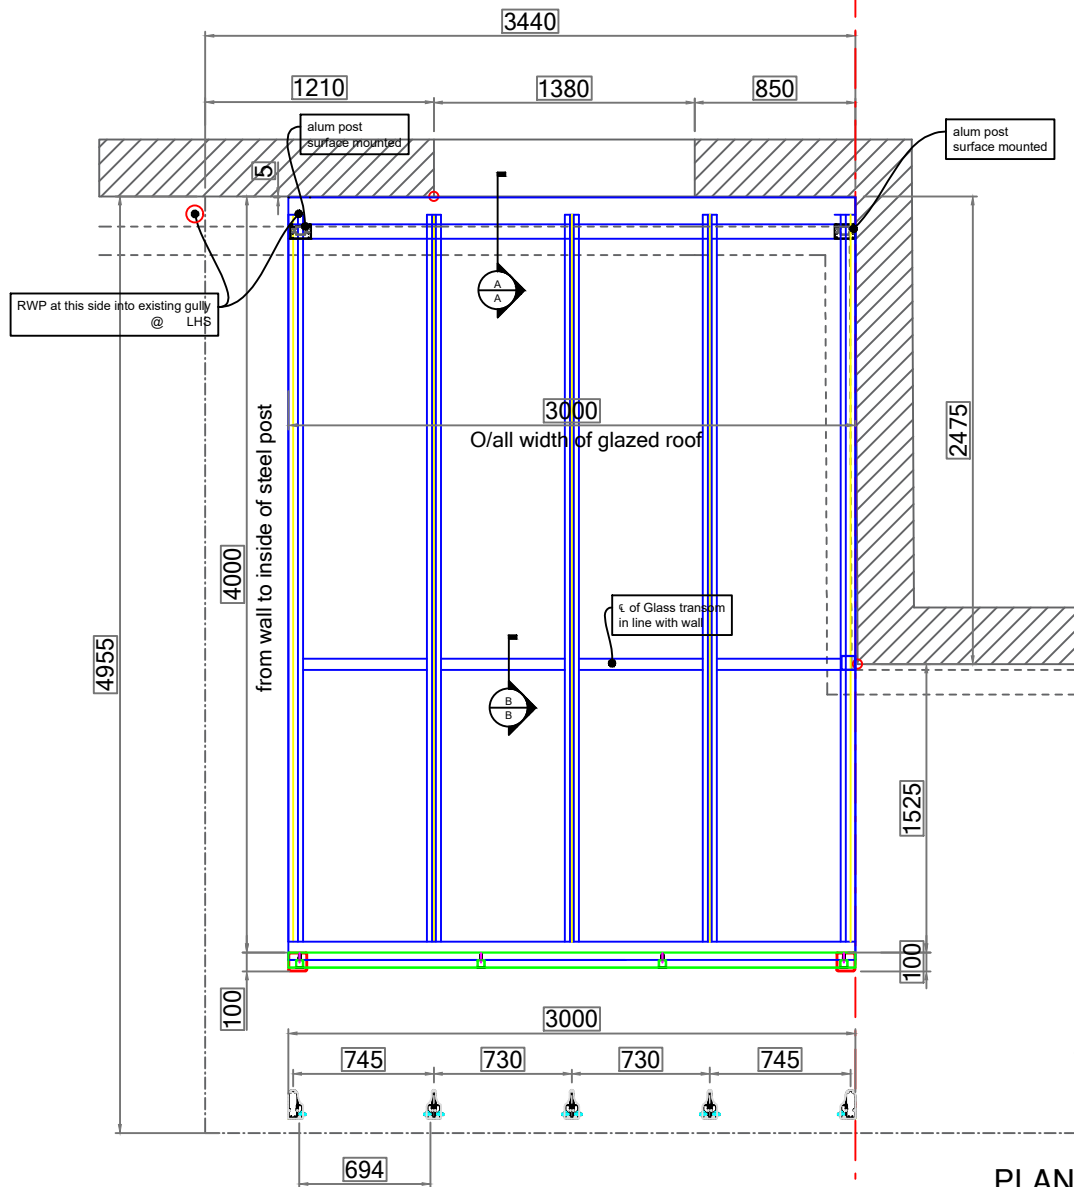 3440
1210
1380
850
alum post
surface mounted
alum post
surface mounted
5
A
A
RWP at this side into existing gully
@ LHS
3000
O/all width of glazed roof
2475
4000
from wall to inside of steel post
4955
℄ of Glass transom
in line with wall
B
B
1525
100
100
3000
745
730
730
745
694
PLAN